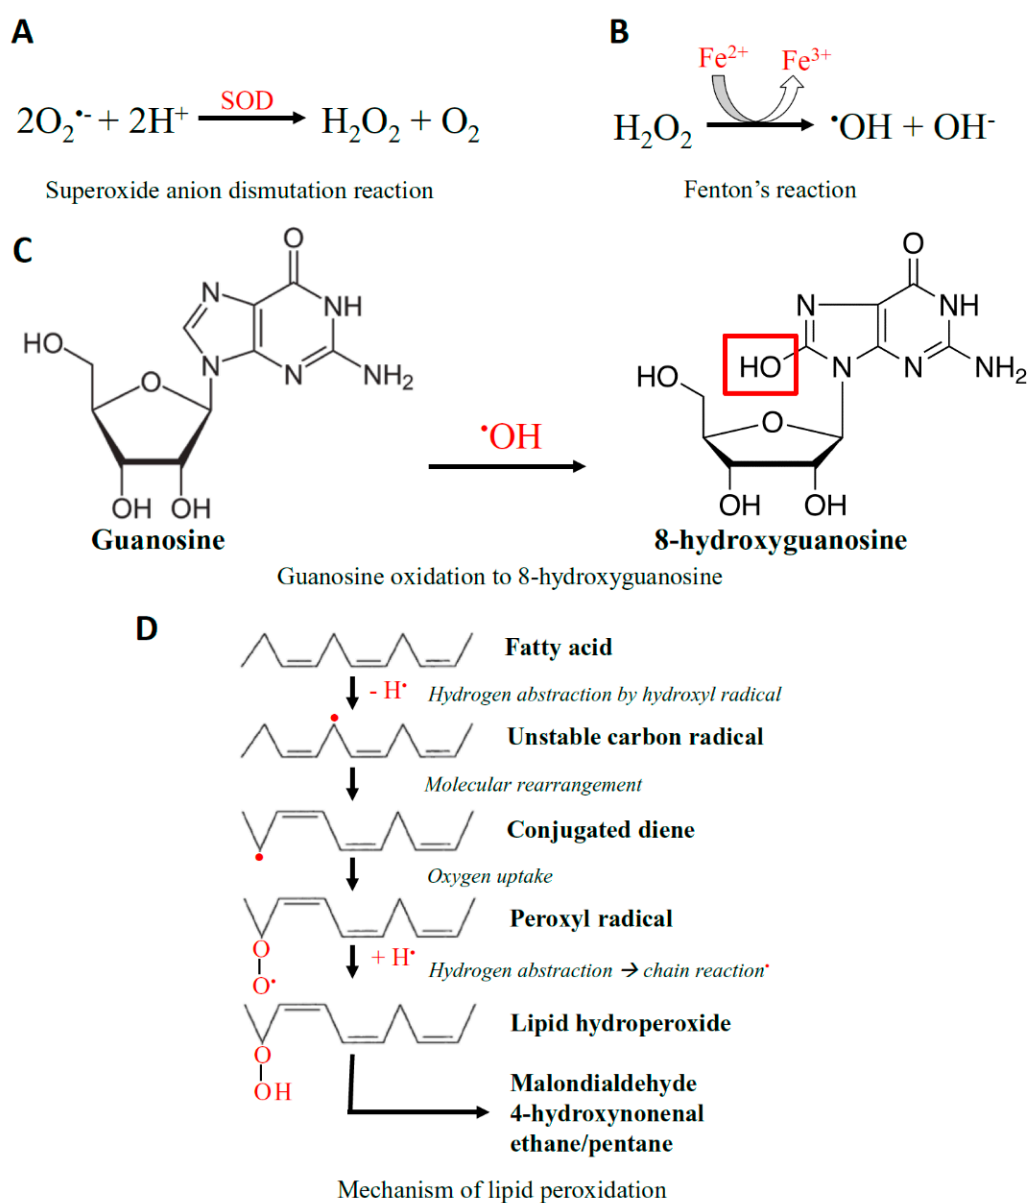 A
B
SOD
2O₂•- + 2H⁺ H₂O₂ + O₂
Superoxide anion dismutation reaction
Fe²⁺ Fe³⁺
H₂O₂ •OH + OH⁻
Fenton's reaction
C
O
N
NH
HO
N
N
NH₂
O
OH OH
Guanosine
•OH
O
N
NH
HO
N
N
NH₂
HO
O
OH OH
8-hydroxyguanosine
Guanosine oxidation to 8-hydroxyguanosine
D
Fatty acid
- H• Hydrogen abstraction by hydroxyl radical
Unstable carbon radical
Molecular rearrangement
Conjugated diene
Oxygen uptake
Peroxyl radical
O
O•
+ H• Hydrogen abstraction → chain reaction•
Lipid hydroperoxide
O
OH
Malondialdehyde
4-hydroxynonenal
ethane/pentane
Mechanism of lipid peroxidation